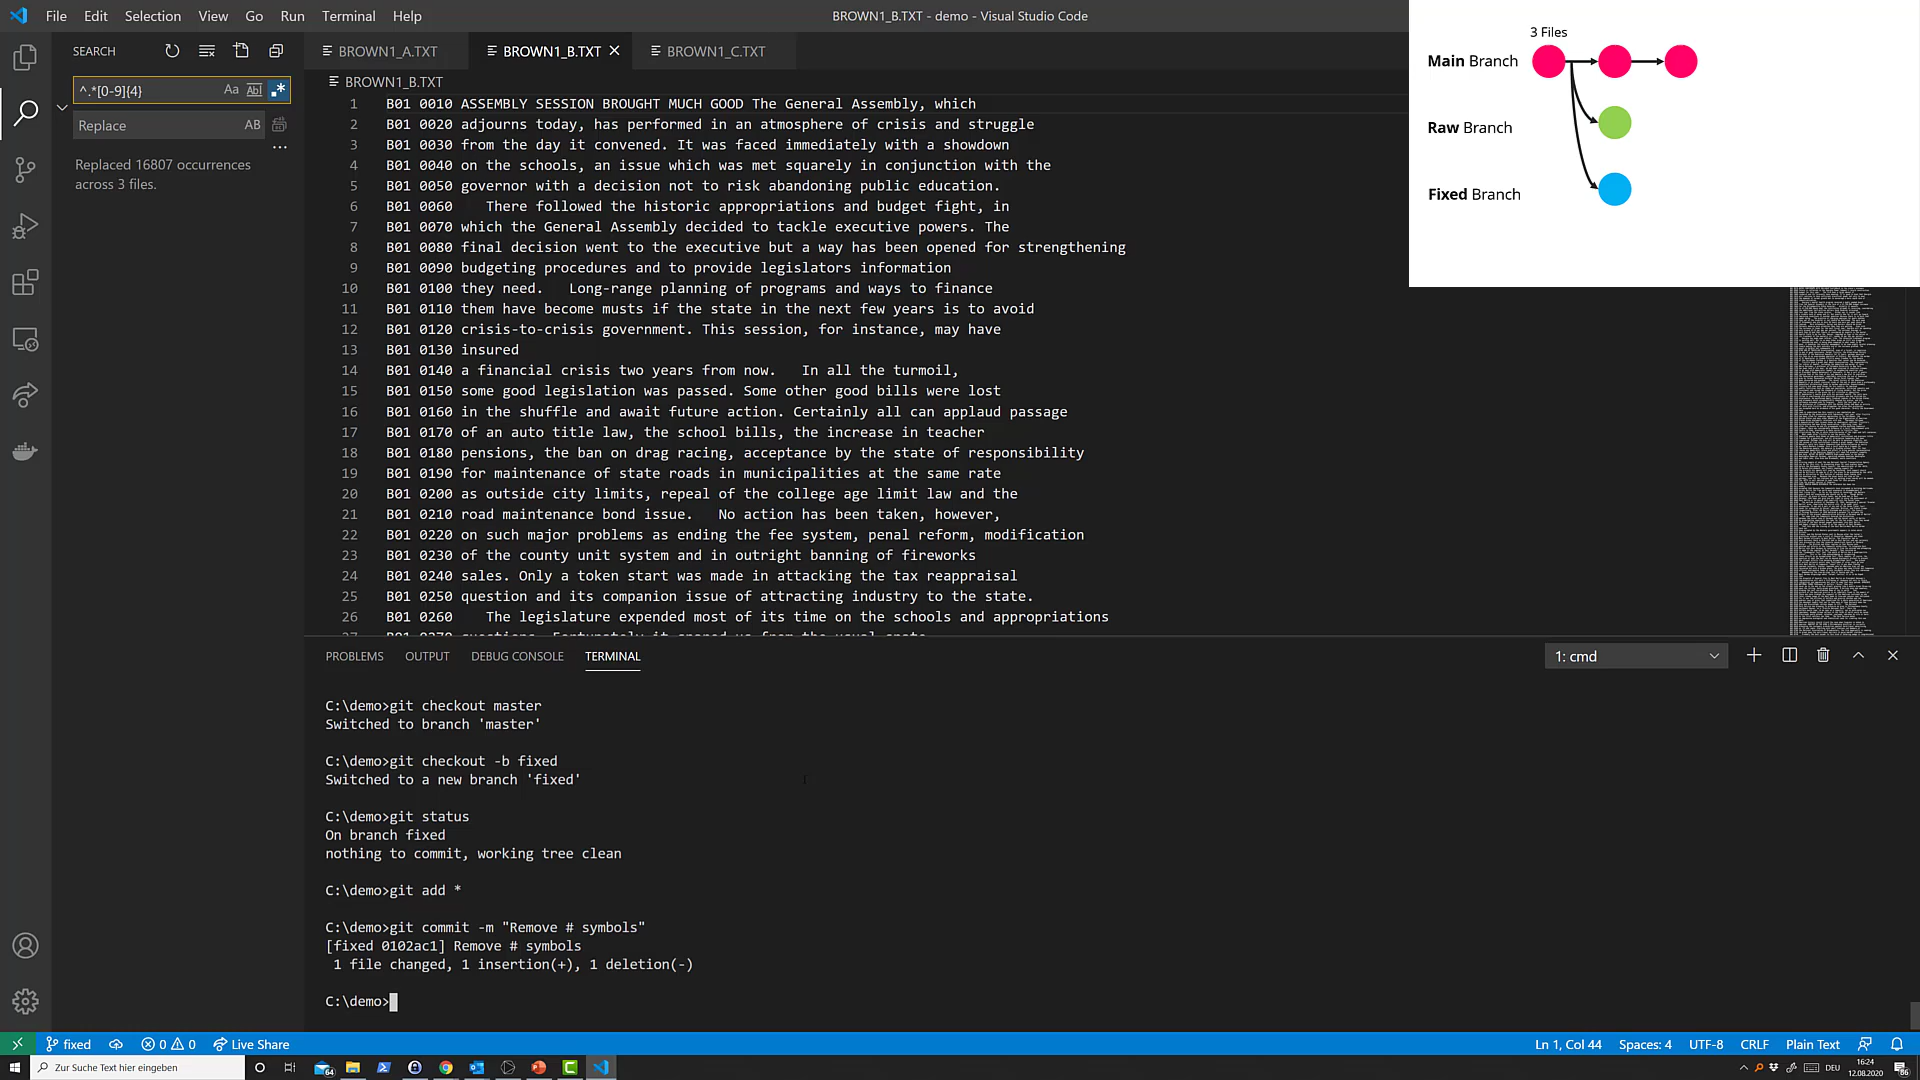 File Edit Selection View Go Run Terminal Help
BROWN1_B.TXT - demo - Visual Studio Code
SEARCH
BROWN1_A.TXT
BROWN1_B.TXT
BROWN1_C.TXT
^.*[0-9]{4}
Aa Abl .*
Replace
AB
Replaced 16807 occurrences
across 3 files.
BROWN1_B.TXT
1 B01 0010 ASSEMBLY SESSION BROUGHT MUCH GOOD The General Assembly, which
2 B01 0020 adjourns today, has performed in an atmosphere of crisis and struggle
3 B01 0030 from the day it convened. It was faced immediately with a showdown
4 B01 0040 on the schools, an issue which was met squarely in conjunction with the
5 B01 0050 governor with a decision not to risk abandoning public education.
6 B01 0060    There followed the historic appropriations and budget fight, in
7 B01 0070 which the General Assembly decided to tackle executive powers. The
8 B01 0080 final decision went to the executive but a way has been opened for strengthening
9 B01 0090 budgeting procedures and to provide legislators information
10 B01 0100 they need.   Long-range planning of programs and ways to finance
11 B01 0110 them have become musts if the state in the next few years is to avoid
12 B01 0120 crisis-to-crisis government. This session, for instance, may have
13 B01 0130 insured
14 B01 0140 a financial crisis two years from now.   In all the turmoil,
15 B01 0150 some good legislation was passed. Some other good bills were lost
16 B01 0160 in the shuffle and await future action. Certainly all can applaud passage
17 B01 0170 of an auto title law, the school bills, the increase in teacher
18 B01 0180 pensions, the ban on drag racing, acceptance by the state of responsibility
19 B01 0190 for maintenance of state roads in municipalities at the same rate
20 B01 0200 as outside city limits, repeal of the college age limit law and the
21 B01 0210 road maintenance bond issue.   No action has been taken, however,
22 B01 0220 on such major problems as ending the fee system, penal reform, modification
23 B01 0230 of the county unit system and in outright banning of fireworks
24 B01 0240 sales. Only a token start was made in attacking the tax reappraisal
25 B01 0250 question and its companion issue of attracting industry to the state.
26 B01 0260    The legislature expended most of its time on the schools and appropriations
3 Files
Main Branch
Raw Branch
Fixed Branch
PROBLEMS OUTPUT DEBUG CONSOLE TERMINAL
1: cmd
C:\demo>git checkout master
Switched to branch 'master'
C:\demo>git checkout -b fixed
Switched to a new branch 'fixed'
C:\demo>git status
On branch fixed
nothing to commit, working tree clean
C:\demo>git add *
C:\demo>git commit -m "Remove # symbols"
[fixed 0102ac1] Remove # symbols
1 file changed, 1 insertion(+), 1 deletion(-)
C:\demo>
fixed 0 0 Live Share
Ln 1, Col 44 Spaces: 4 UTF-8 CRLF Plain Text
Zur Suche Text hier eingeben
64
DEU
16:24
12.08.2020